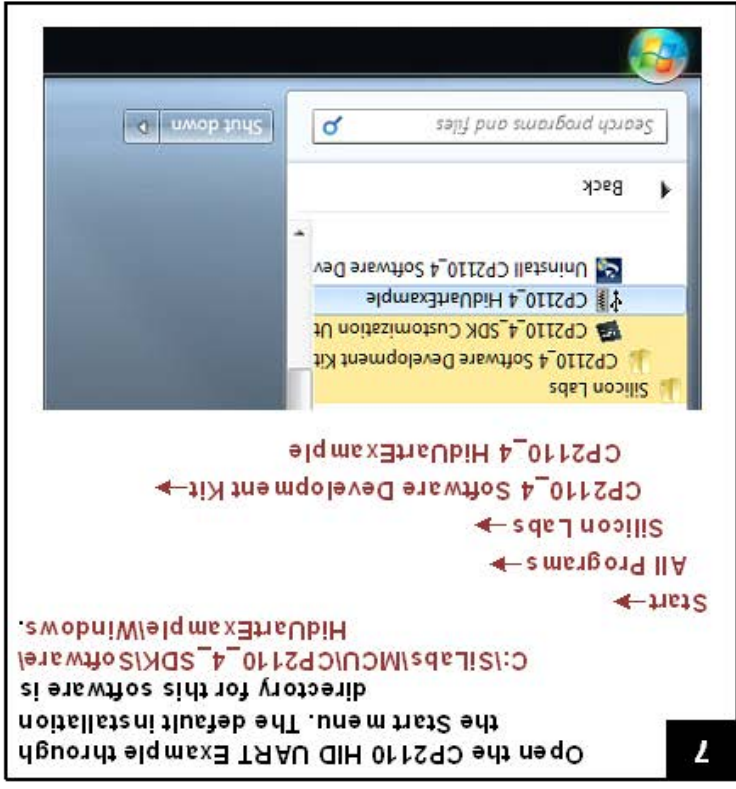 7
Open the CP2110 HID UART Example through
the Start menu. The default installation
directory for this software is
C:\SiLabs\MCU\CP2110_4_SDK\Software\
HidUartExample\Windows.
Start→
All Programs→
Silicon Labs→
CP2110_4 Software Development Kit→
CP2110_4 HidUartExample
Silicon Labs
CP2110_4 Software Development Kit
CP2110_4_SDK Customization Ut
CP2110_4 HidUartExample
Uninstall CP2110_4 Software Dev
Back
Search programs and files
Shut down